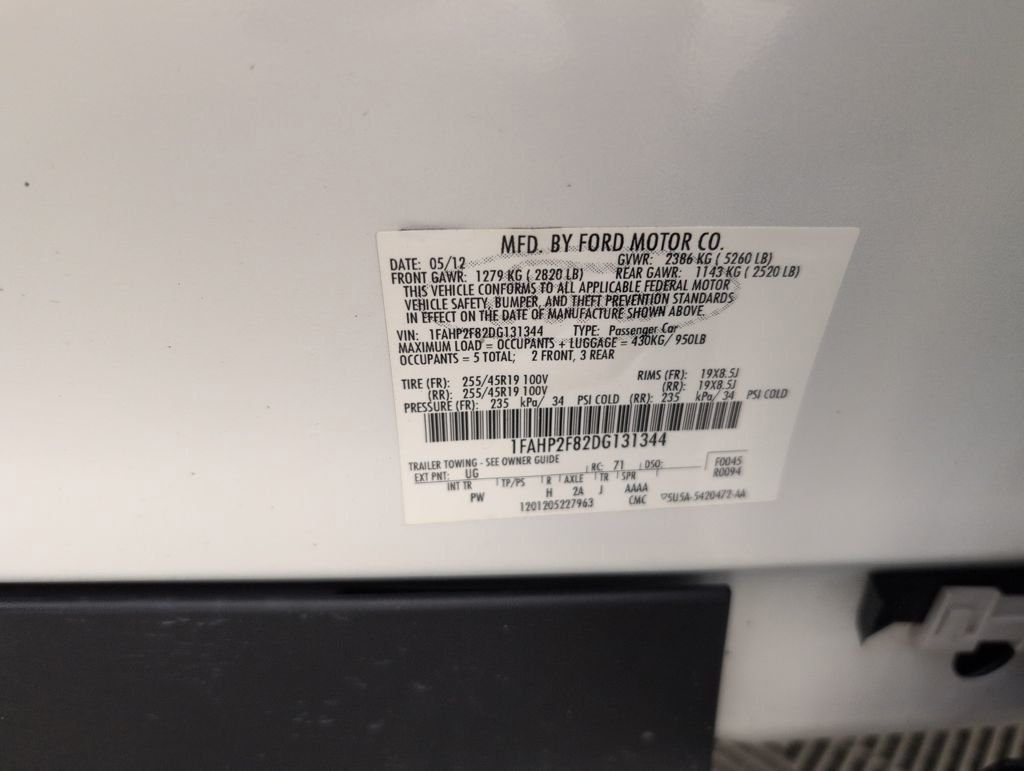 MFD. BY FORD MOTOR CO.
DATE: 05/12 GVWR: 2386 KG ( 5260 LB)
FRONT GAWR: 1279 KG ( 2820 LB) REAR GAWR: 1143 KG ( 2520 LB)
THIS VEHICLE CONFORMS TO ALL APPLICABLE FEDERAL MOTOR
VEHICLE SAFETY, BUMPER, AND THEFT PREVENTION STANDARDS
IN EFFECT ON THE DATE OF MANUFACTURE SHOWN ABOVE.
VIN: 1FAHP2F82DG131344 TYPE: Passenger Car
MAXIMUM LOAD = OCCUPANTS + LUGGAGE = 430KG/ 950LB
OCCUPANTS = 5 TOTAL; 2 FRONT, 3 REAR
TIRE (FR): 255/45R19 100V RIMS (FR): 19X8.5J
(RR): 255/45R19 100V (RR): 19X8.5J
PRESSURE (FR): 235 kPa/ 34 PSI COLD (RR): 235 kPa/ 34 PSI COLD
1FAHP2F82DG131344
TRAILER TOWING - SEE OWNER GUIDE
EXT PNT: UG RC: 71 DSO: F0045
R0094
INT TR TP/PS R AXLE TR SPR
PW H 2A J AAAA
1201205227963 CMC 5U5A-5420472-AA